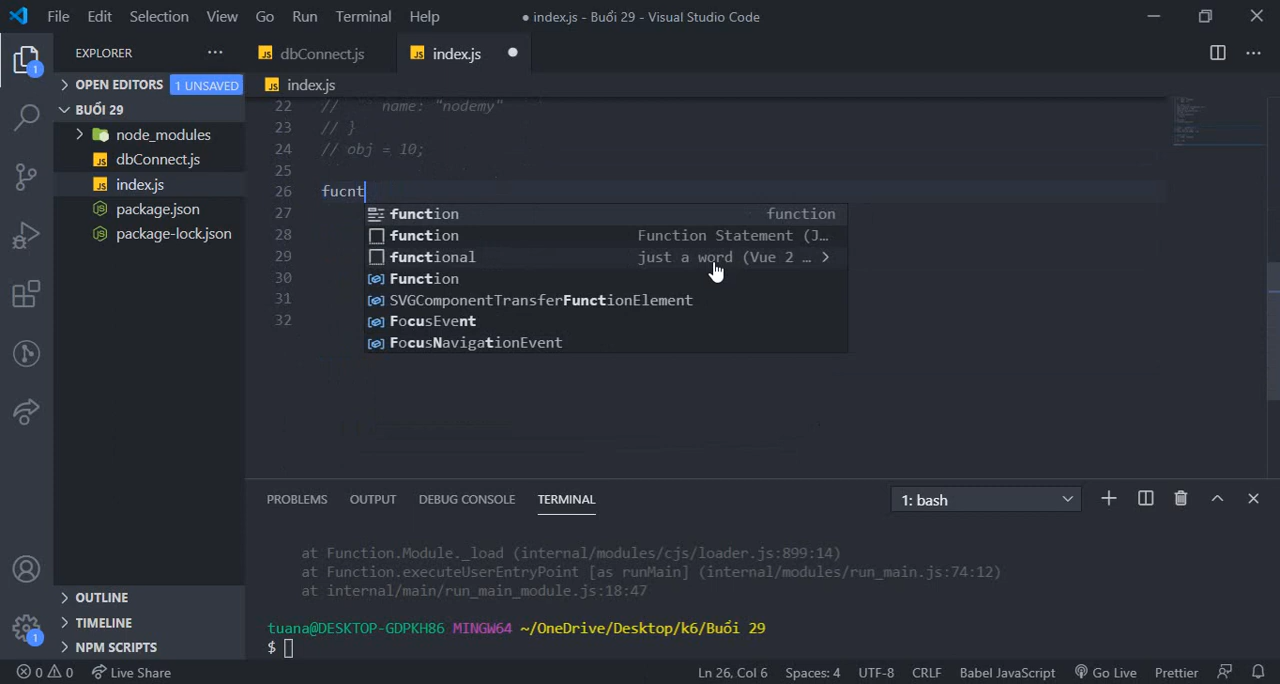 File Edit Selection View Go Run Terminal Help
● index.js - Buổi 29 - Visual Studio Code
EXPLORER ...
dbConnect.js
index.js
OPEN EDITORS 1 UNSAVED
index.js
BUỔI 29
node_modules
dbConnect.js
index.js
package.json
package-lock.json
22 // name: "nodemy"
23 // }
24 // obj = 10;
25
26 fucnt
27
28
29
30
31
32
function function
function Function Statement (J…
functional just a word (Vue 2 …
Function
SVGComponentTransferFunctionElement
FocusEvent
FocusNavigationEvent
PROBLEMS OUTPUT DEBUG CONSOLE TERMINAL
1: bash
at Function.Module._load (internal/modules/cjs/loader.js:899:14)
at Function.executeUserEntryPoint [as runMain] (internal/modules/run_main.js:74:12)
at internal/main/run_main_module.js:18:47
tuana@DESKTOP-GDPKH86 MINGW64 ~/OneDrive/Desktop/k6/Buổi 29
$
1
1
OUTLINE
TIMELINE
NPM SCRIPTS
0 0 Live Share
Ln 26, Col 6 Spaces: 4 UTF-8 CRLF Babel JavaScript Go Live Prettier